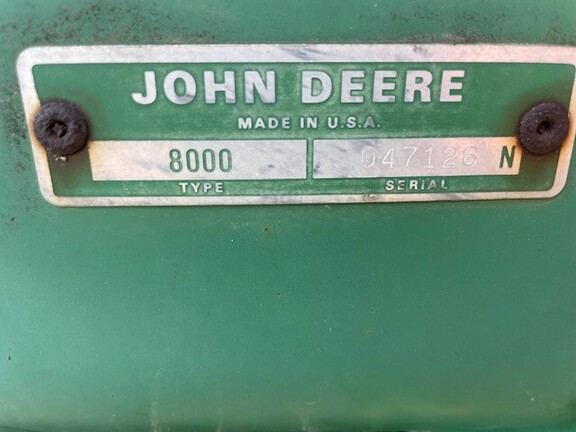 JOHN DEERE
MADE IN U.S.A.
8000 047126 N
TYPE SERIAL